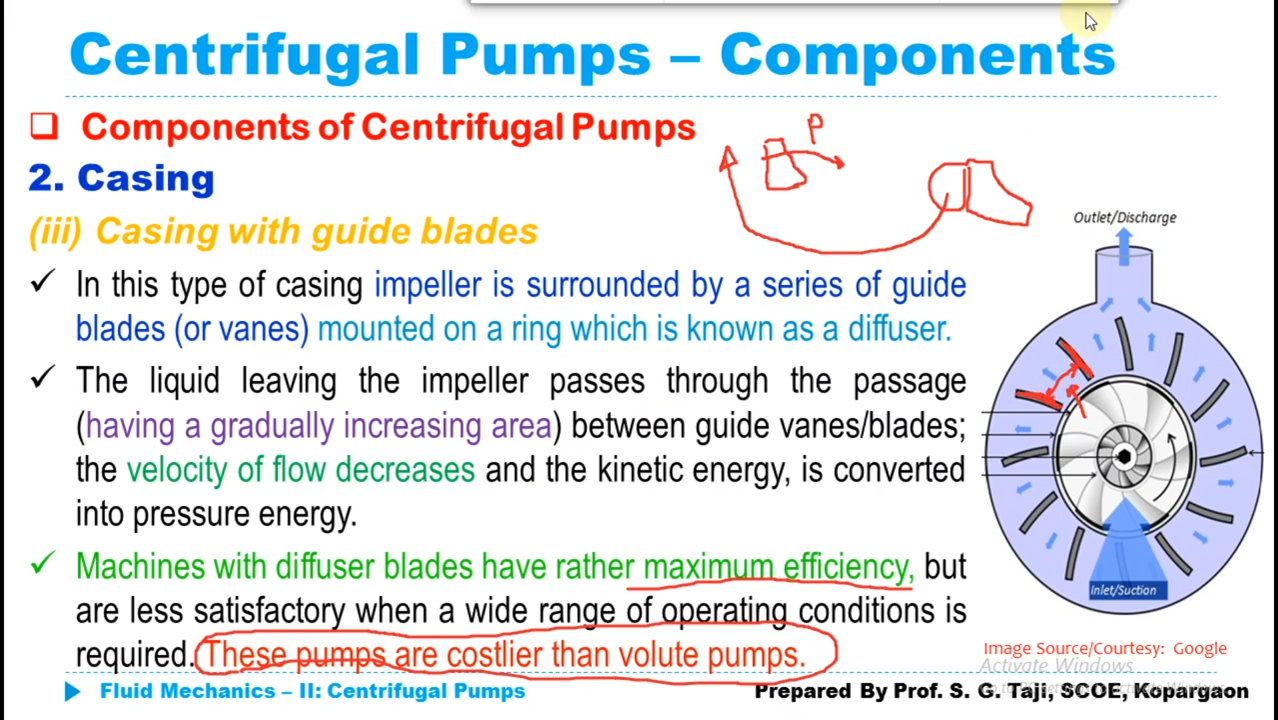 Centrifugal Pumps – Components
Components of Centrifugal Pumps
2. Casing
P
(iii) Casing with guide blades
In this type of casing impeller is surrounded by a series of guide
blades (or vanes) mounted on a ring which is known as a diffuser.
The liquid leaving the impeller passes through the passage
(having a gradually increasing area) between guide vanes/blades;
the velocity of flow decreases and the kinetic energy, is converted
into pressure energy.
Machines with diffuser blades have rather maximum efficiency, but
are less satisfactory when a wide range of operating conditions is
required. These pumps are costlier than volute pumps.
Outlet/Discharge
Inlet/Suction
Image Source/Courtesy: Google
Activate Windows
Fluid Mechanics – II: Centrifugal Pumps
Prepared By Prof. S. G. Taji, SCOE, Kopargaon